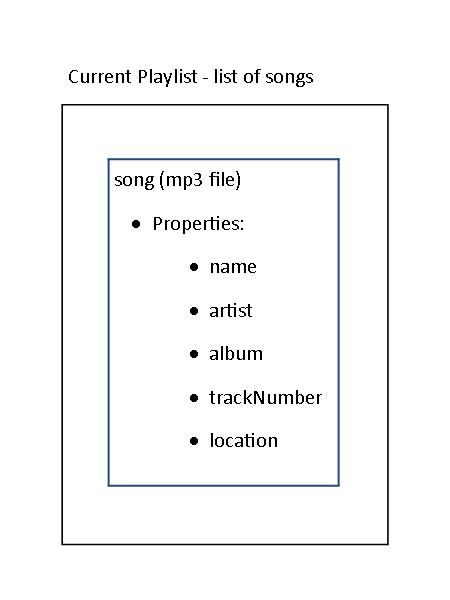 Current Playlist - list of songs
song (mp3 file)
● Properties:
● name
● artist
● album
● trackNumber
● location